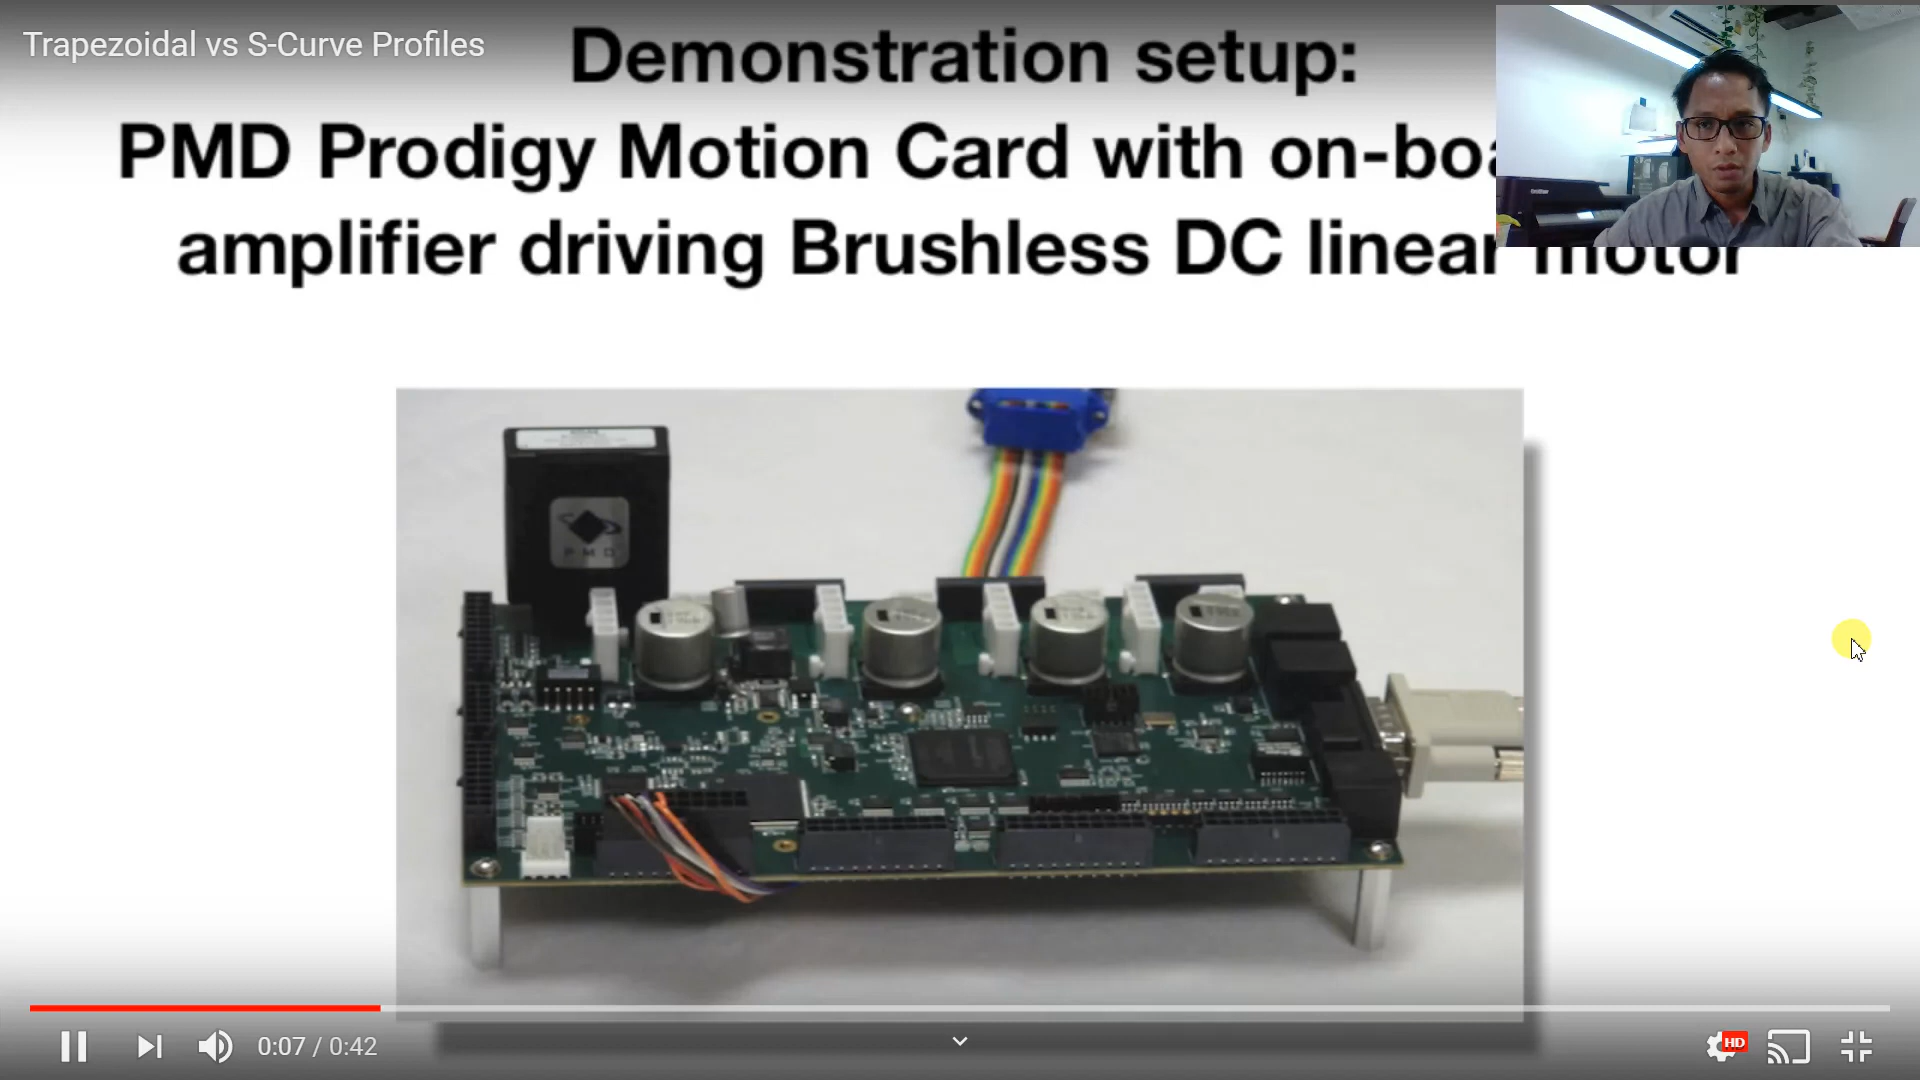 Trapezoidal vs S-Curve Profiles
Demonstration setup:
PMD Prodigy Motion Card with on-boa
amplifier driving Brushless DC linear motor
PMD
0:07 / 0:42
HD